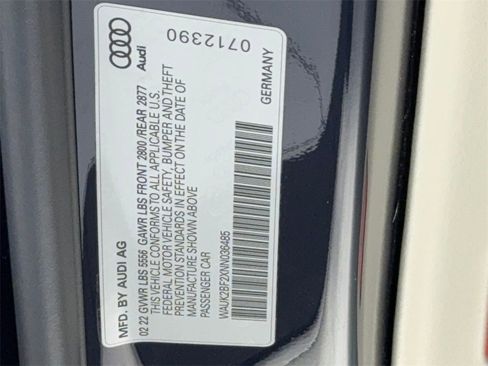 MFD. BY AUDI AG
02 22 GVWR LBS 5556 GAWR LBS FRONT 2800 /REAR 2877
THIS VEHICLE CONFORMS TO ALL APPLICABLE U.S.
FEDERAL MOTOR VEHICLE SAFETY, BUMPER AND THEFT
PREVENTION STANDARDS IN EFFECT ON THE DATE OF
MANUFACTURE SHOWN ABOVE
PASSENGER CAR
WAUK2BF2XNN036485
Audi
0712390
GERMANY